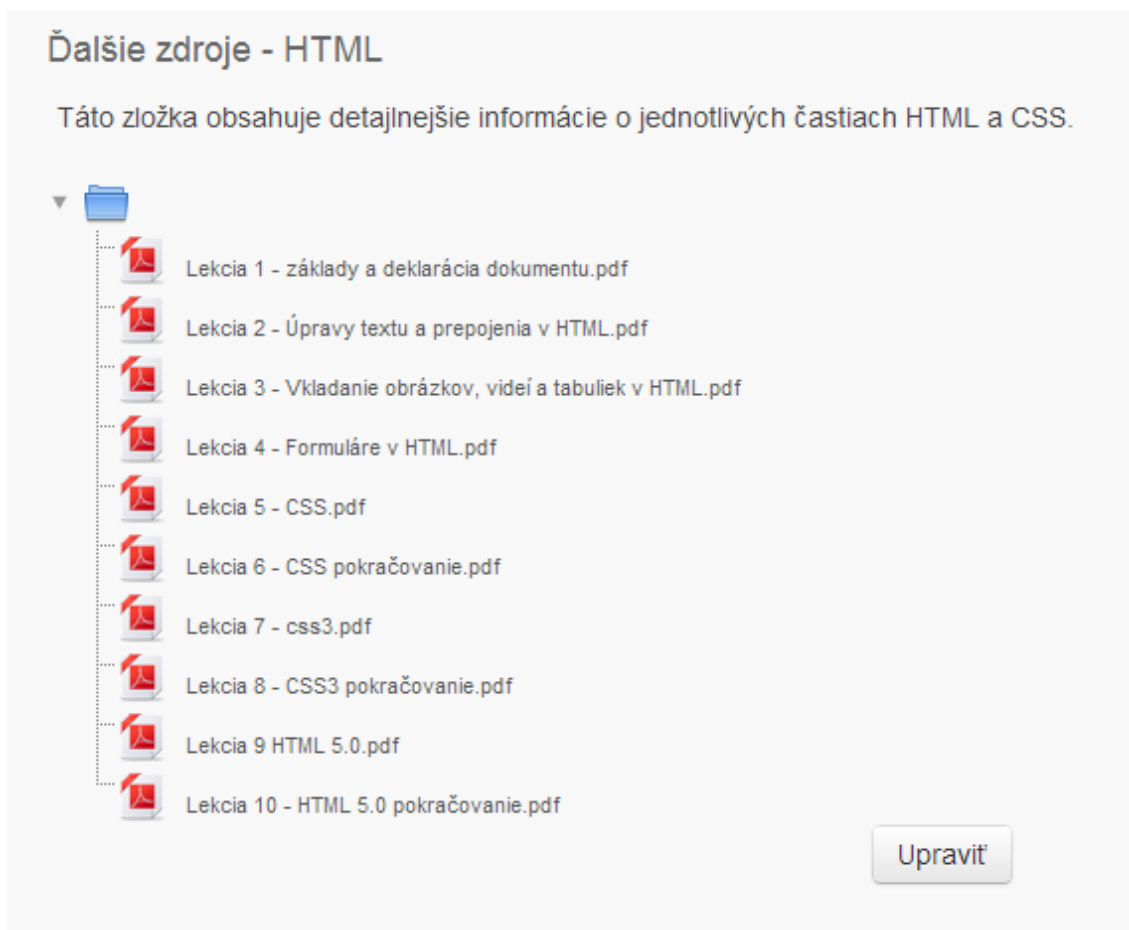 Ďalšie zdroje - HTML
Táto zložka obsahuje detajlnejšie informácie o jednotlivých častiach HTML a CSS.
Lekcia 1 - základy a deklarácia dokumentu.pdf
Lekcia 2 - Úpravy textu a prepojenia v HTML.pdf
Lekcia 3 - Vkladanie obrázkov, videí a tabuliek v HTML.pdf
Lekcia 4 - Formuláre v HTML.pdf
Lekcia 5 - CSS.pdf
Lekcia 6 - CSS pokračovanie.pdf
Lekcia 7 - css3.pdf
Lekcia 8 - CSS3 pokračovanie.pdf
Lekcia 9 HTML 5.0.pdf
Lekcia 10 - HTML 5.0 pokračovanie.pdf
Upraviť